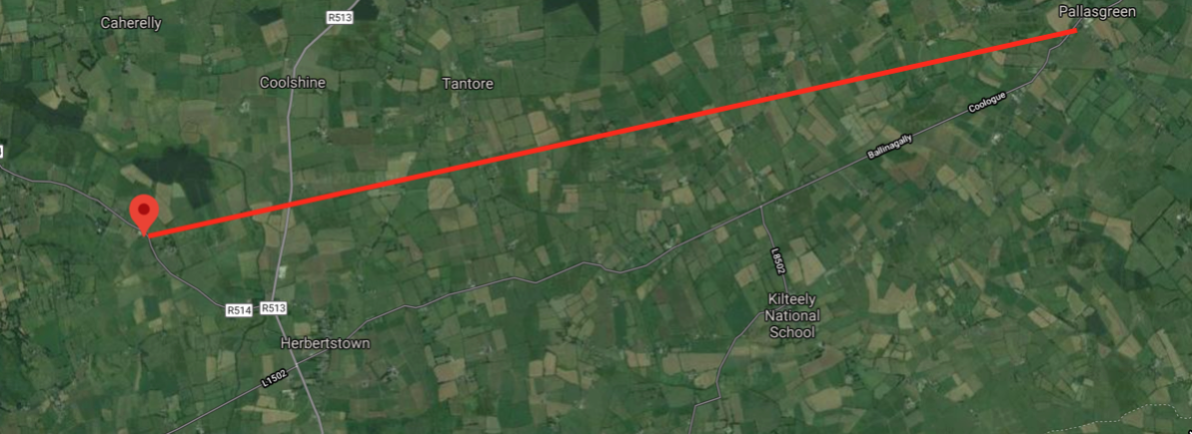 Pallasgreen
R513
Caherelly
Coolshine
Tantore
Coologue
Ballinagally
L8502
Kilteely
National
School
R514
R513
Herbertstown
L1502